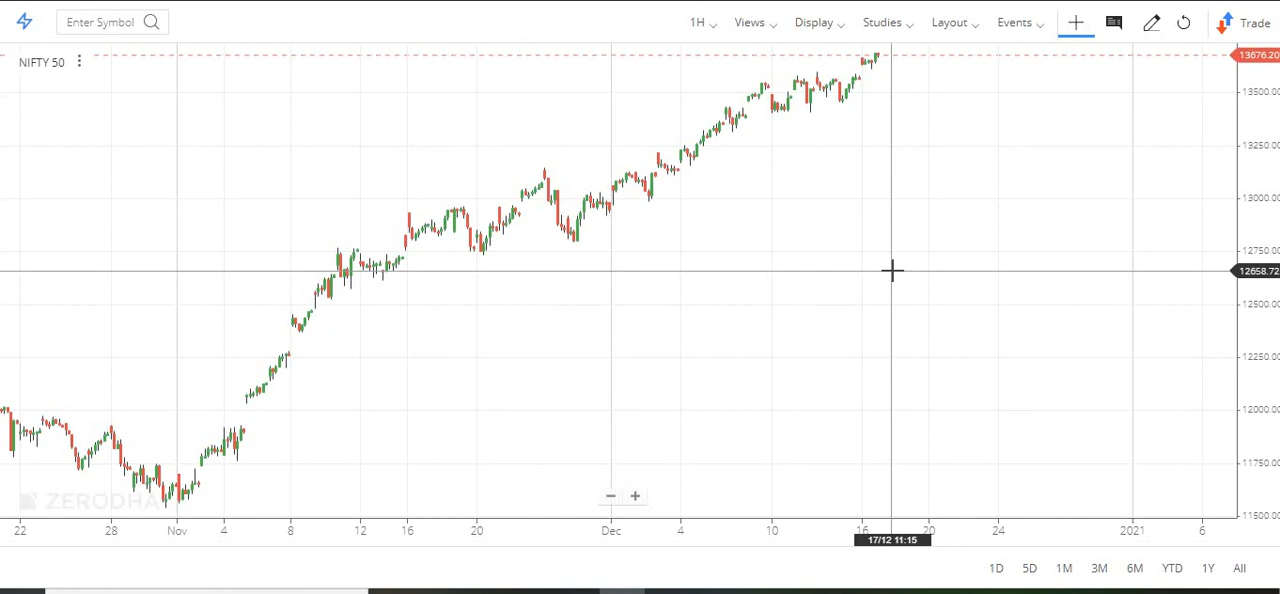 Enter Symbol 1H Views Display Studies Layout Events Trade
NIFTY 50
13676.20
13500.00
13250.00
13000.00
12750.00
12658.72
12500.00
12250.00
12000.00
11750.00
ZERODHA
11500.00
22 28 Nov 4 8 12 16 20 Dec 4 10 16 20 24 2021 6
17/12 11:15
1D 5D 1M 3M 6M YTD 1Y All